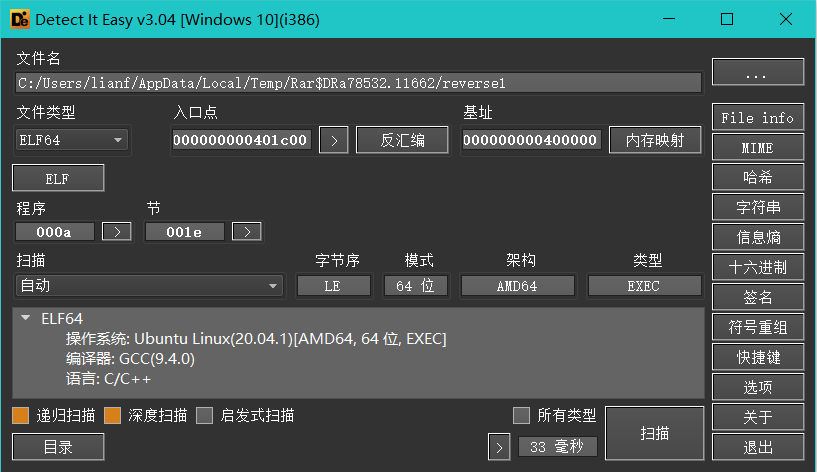 Detect It Easy v3.04 [Windows 10](i386)
文件名
C:/Users/lianf/AppData/Local/Temp/Rar$DRa78532.11662/reverse1
...
文件类型 入口点 基址
ELF64 000000000401c00 > 反汇编 000000000400000 内存映射
File info
MIME
ELF
哈希
程序 节
字符串
000a > 001e >
信息熵
扫描 字节序 模式 架构 类型
十六进制
自动 LE 64 位 AMD64 EXEC
签名
ELF64
符号重组
操作系统: Ubuntu Linux(20.04.1)[AMD64, 64 位, EXEC]
编译器: GCC(9.4.0)
快捷键
语言: C/C++
选项
递归扫描 深度扫描 启发式扫描 所有类型
关于
目录 > 33 毫秒 扫描
退出